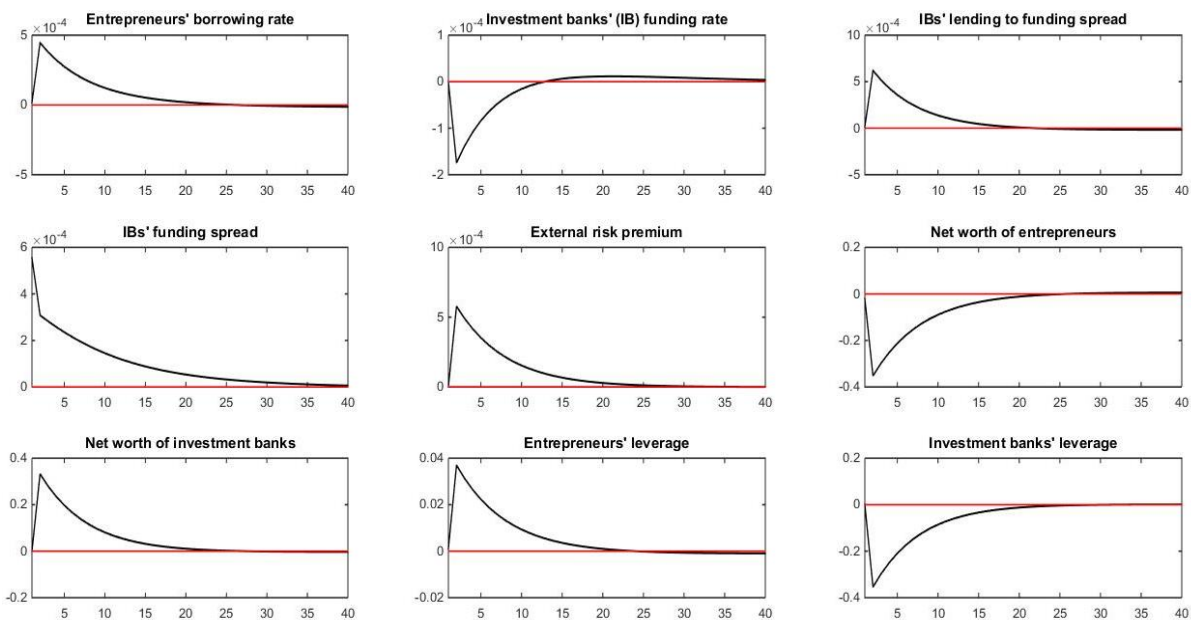 Entrepreneurs' borrowing rate
5 ×10⁻⁴
0
-5
5 10 15 20 25 30 35 40
Investment banks' (IB) funding rate
1 ×10⁻⁴
0
-1
-2
5 10 15 20 25 30 35 40
IBs' lending to funding spread
10 ×10⁻⁴
5
0
-5
5 10 15 20 25 30 35 40
IBs' funding spread
6 ×10⁻⁴
4
2
0
5 10 15 20 25 30 35 40
External risk premium
10 ×10⁻⁴
5
0
5 10 15 20 25 30 35 40
Net worth of entrepreneurs
0.2
0
-0.2
-0.4
5 10 15 20 25 30 35 40
Net worth of investment banks
0.4
0.2
0
-0.2
5 10 15 20 25 30 35 40
Entrepreneurs' leverage
0.04
0.02
0
-0.02
5 10 15 20 25 30 35 40
Investment banks' leverage
0.2
0
-0.2
-0.4
5 10 15 20 25 30 35 40